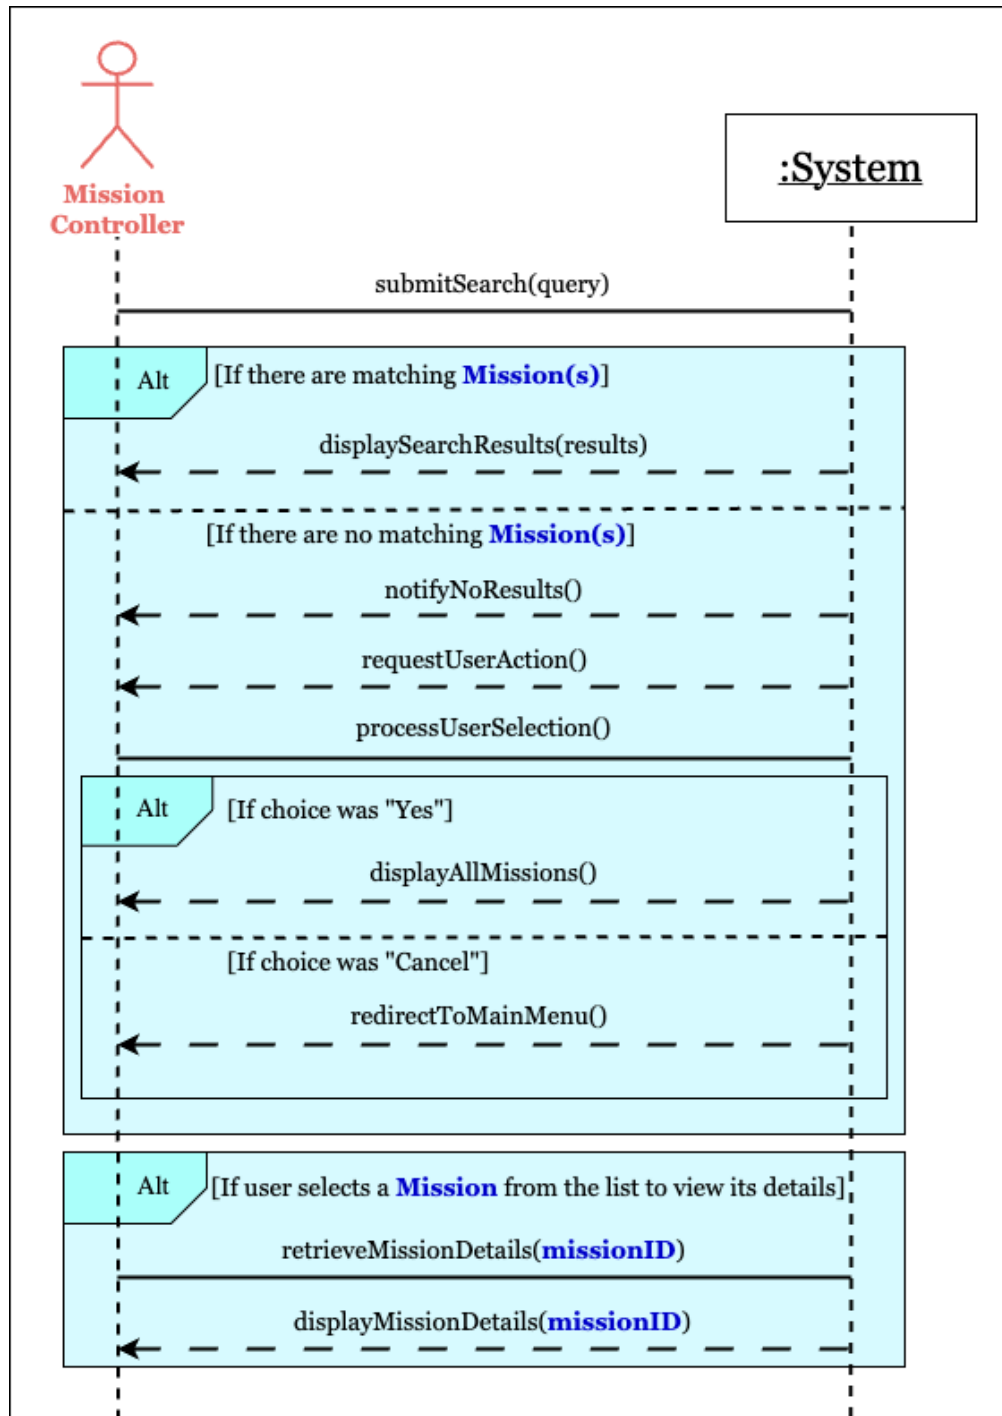 Mission
Controller
:System
submitSearch(query)
Alt
[If there are matching Mission(s)]
displaySearchResults(results)
[If there are no matching Mission(s)]
notifyNoResults()
requestUserAction()
processUserSelection()
Alt
[If choice was "Yes"]
displayAllMissions()
[If choice was "Cancel"]
redirectToMainMenu()
Alt
[If user selects a Mission from the list to view its details]
retrieveMissionDetails(missionID)
displayMissionDetails(missionID)